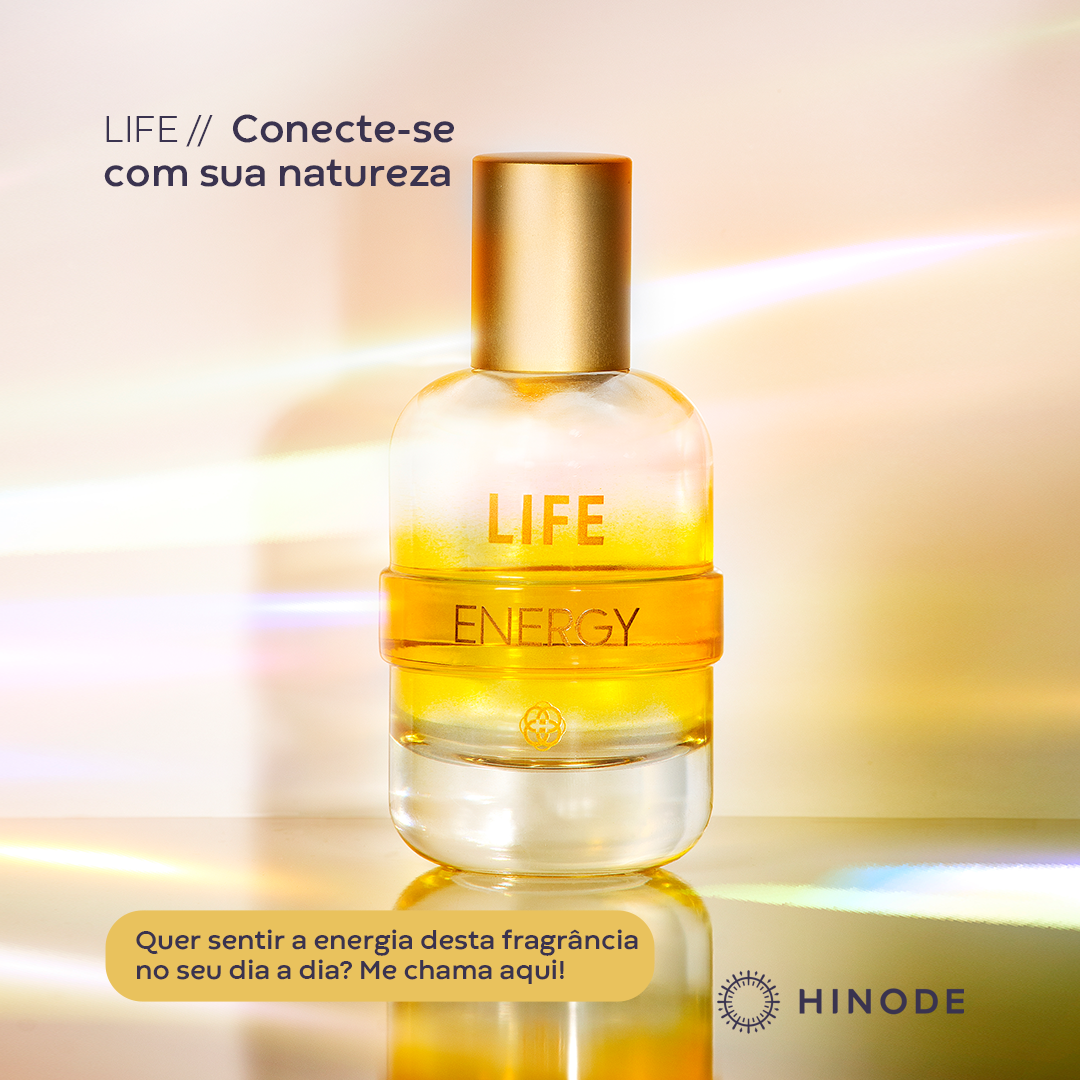 LIFE // Conecte-se
com sua natureza
LIFE
ENERGY
Quer sentir a energia desta fragrância
no seu dia a dia? Me chama aqui!
HINODE